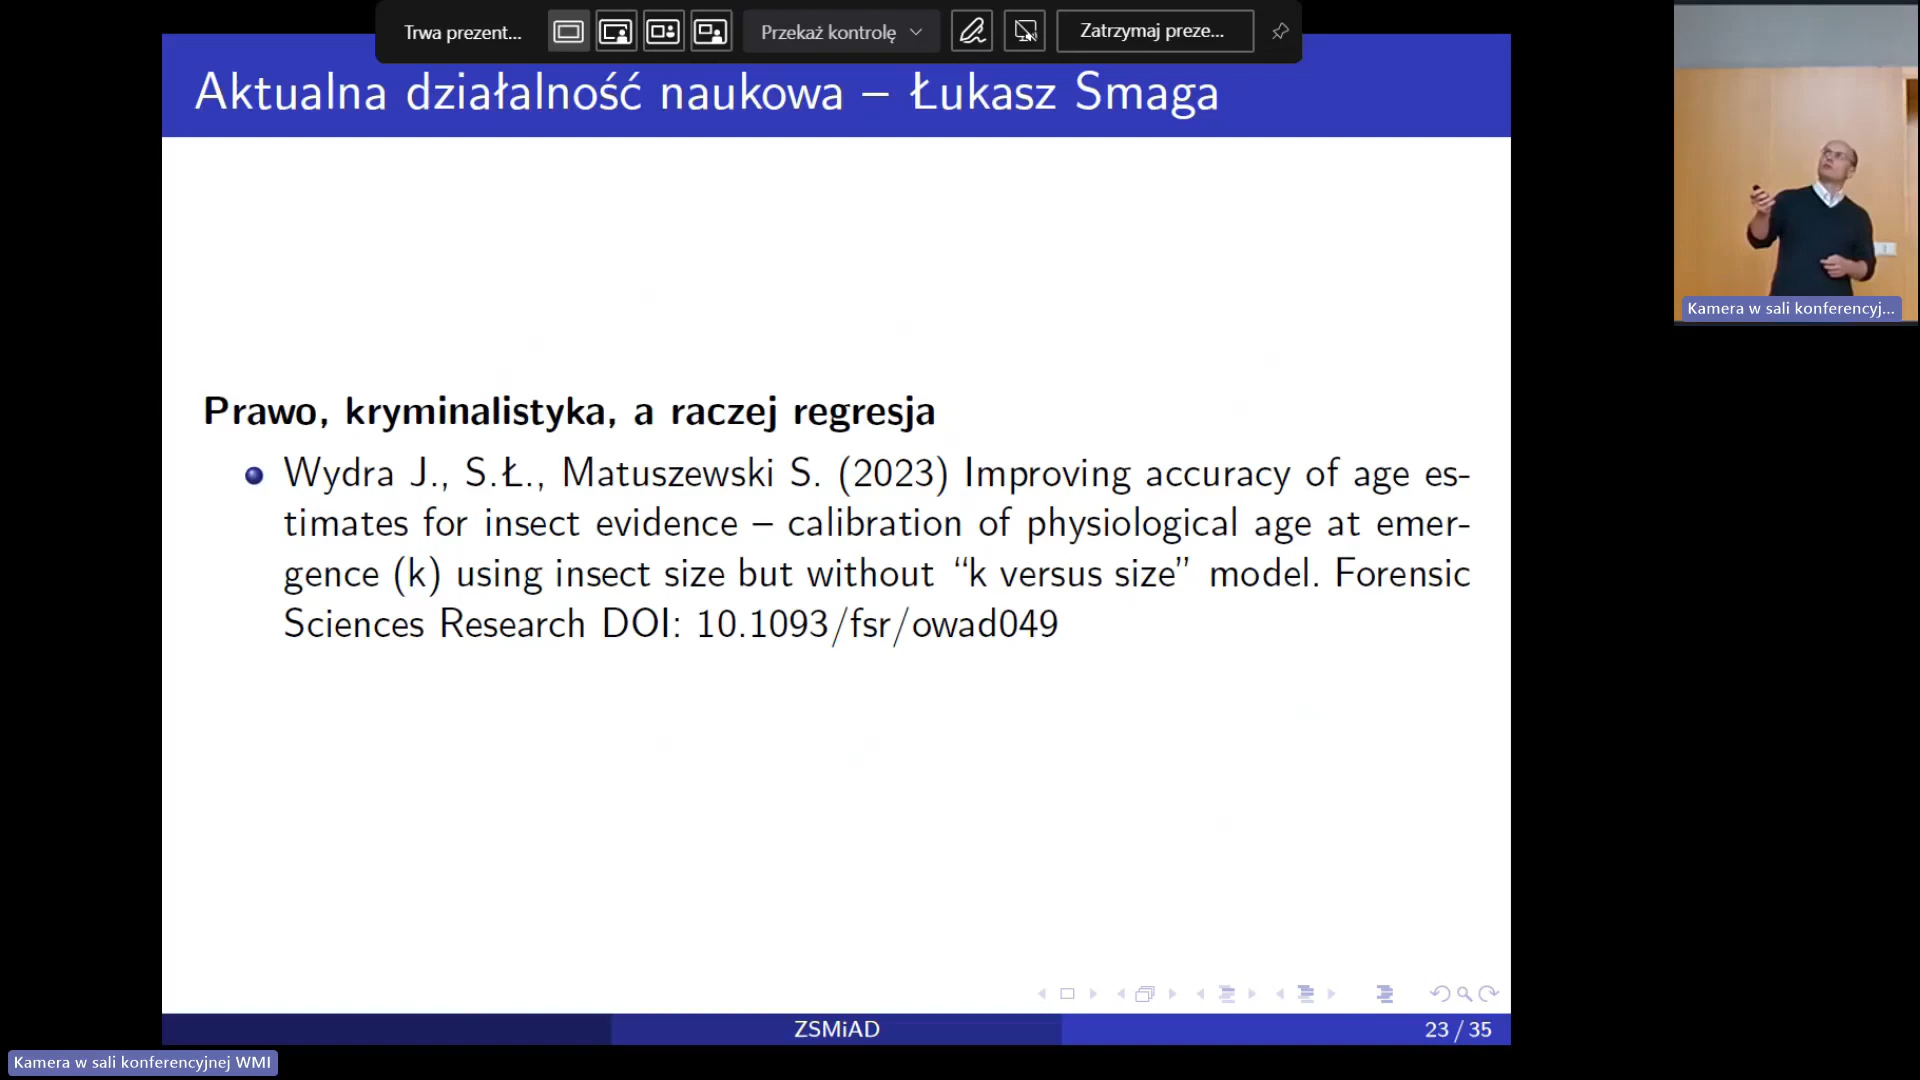 Trwa prezent...
Przekaż kontrolę
Zatrzymaj preze...
Aktualna działalność naukowa – Łukasz Smaga
Kamera w sali konferencyj...
Prawo, kryminalistyka, a raczej regresja
Wydra J., S.Ł., Matuszewski S. (2023) Improving accuracy of age es-
timates for insect evidence – calibration of physiological age at emer-
gence (k) using insect size but without “k versus size” model. Forensic
Sciences Research DOI: 10.1093/fsr/owad049
ZSMiAD
23 / 35
Kamera w sali konferencyjnej WMI